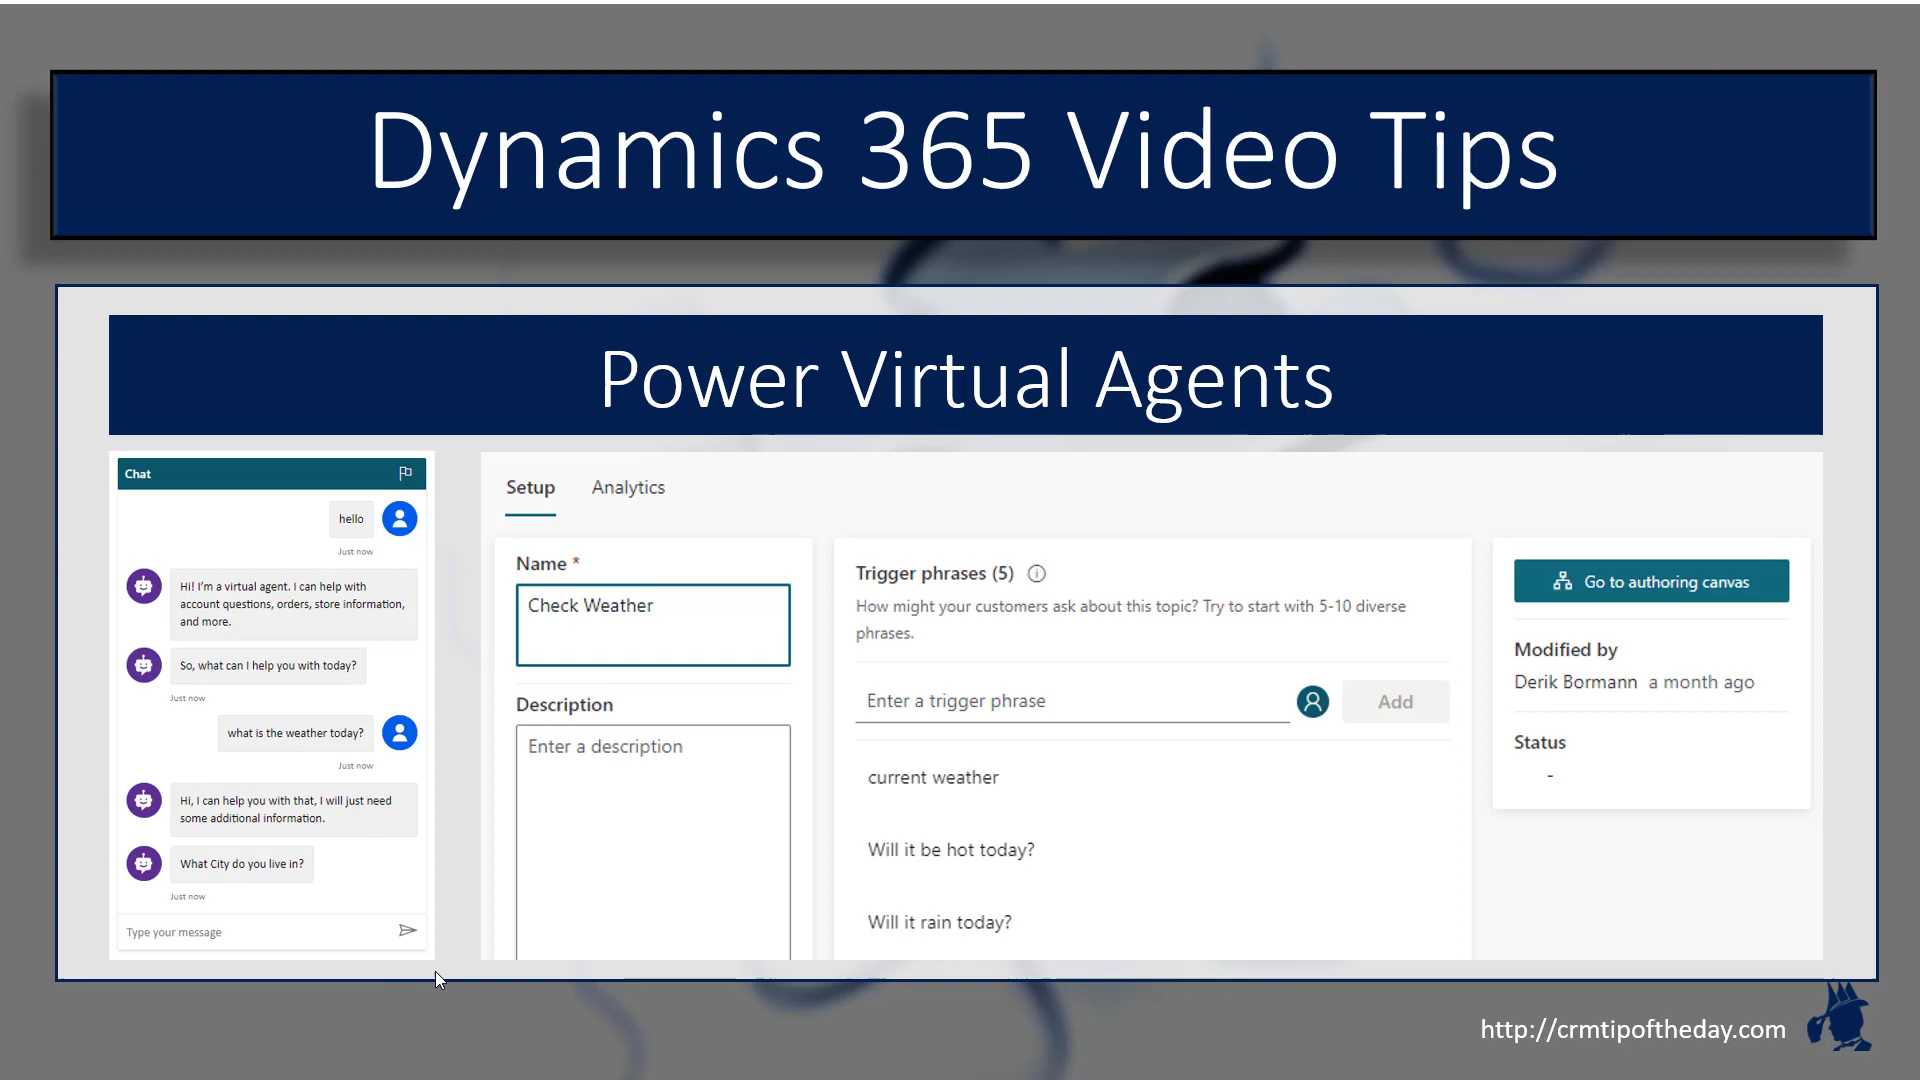 Dynamics 365 Video Tips
Power Virtual Agents
Chat
hello
Just now
Hi! I'm a virtual agent. I can help with
account questions, orders, store information,
and more.
So, what can I help you with today?
Just now
what is the weather today?
Just now
Hi, I can help you with that, I will just need
some additional information.
What City do you live in?
Just now
Type your message
Setup
Analytics
Name *
Check Weather
Description
Enter a description
Trigger phrases (5)
How might your customers ask about this topic? Try to start with 5-10 diverse
phrases.
Enter a trigger phrase
Add
current weather
Will it be hot today?
Will it rain today?
Go to authoring canvas
Modified by
Derik Bormann a month ago
Status
-
http://crmtipoftheday.com